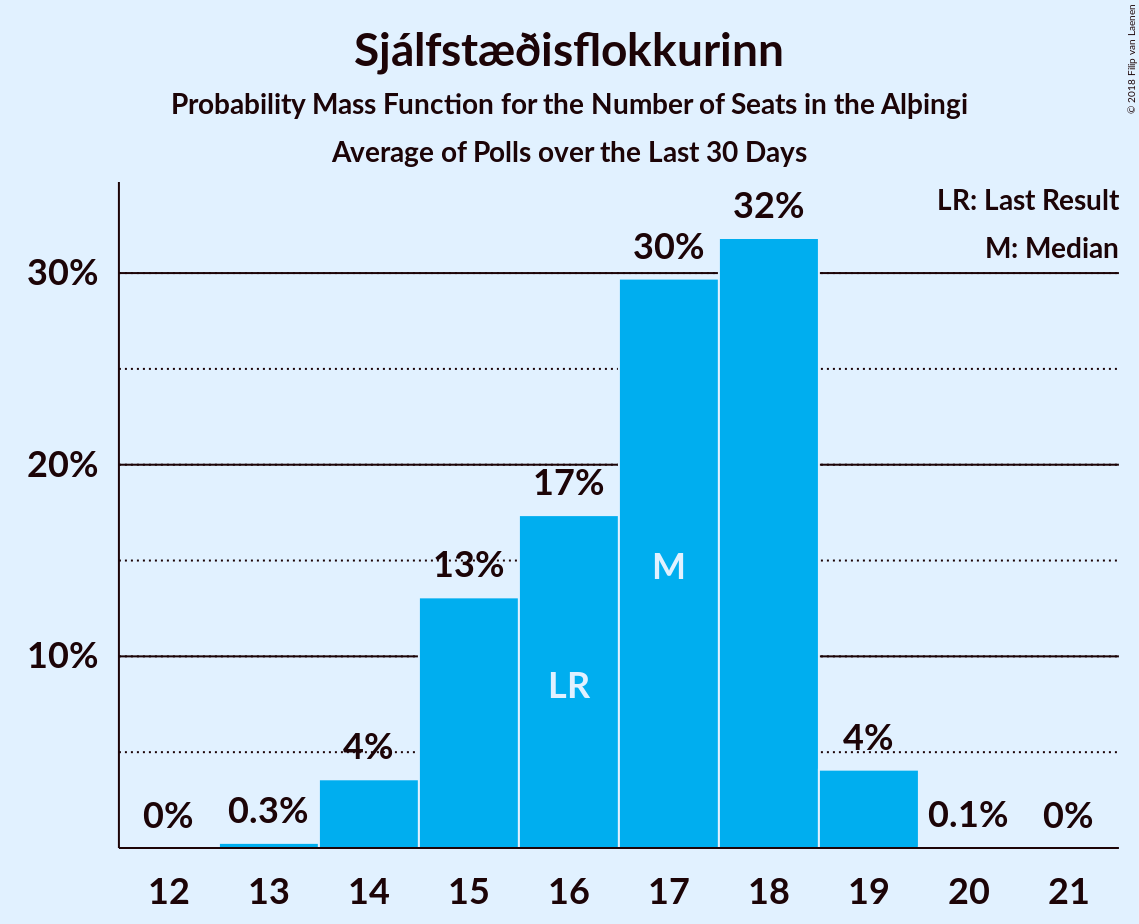 Sjálfstæðisflokkurinn
Probability Mass Function for the Number of Seats in the Alþingi
Average of Polls over the Last 30 Days
© 2018 Filip van Laenen
LR: Last Result
M: Median
30%
20%
10%
0%
0.3%
4%
13%
17%
30%
32%
4%
0.1%
0%
LR
M
12 13 14 15 16 17 18 19 20 21